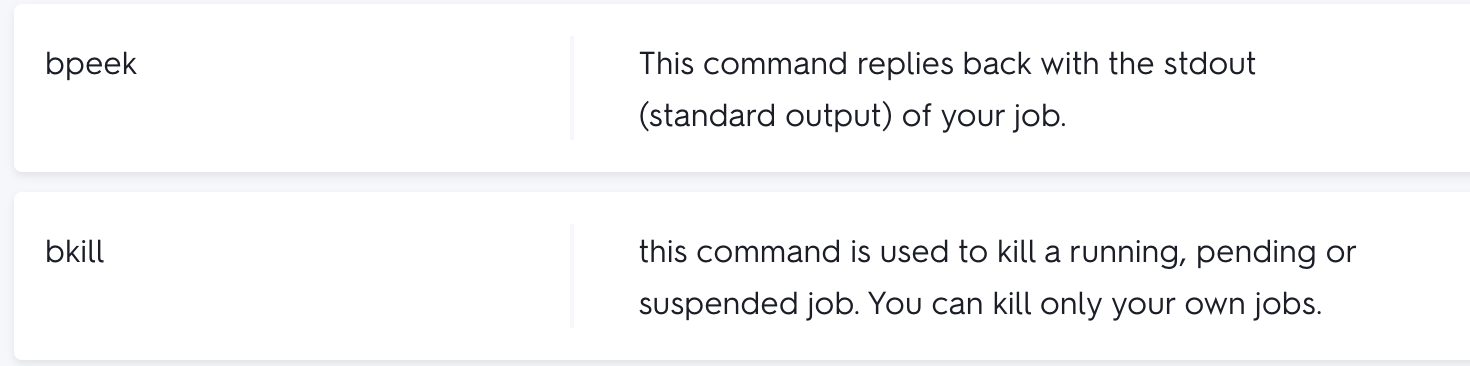 bpeek
This command replies back with the stdout
(standard output) of your job.
bkill
this command is used to kill a running, pending or
suspended job. You can kill only your own jobs.